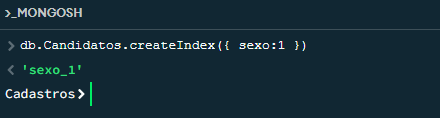 >_MONGOSH
> db.Candidatos.createIndex({ sexo:1 })
< 'sexo_1'
Cadastros>